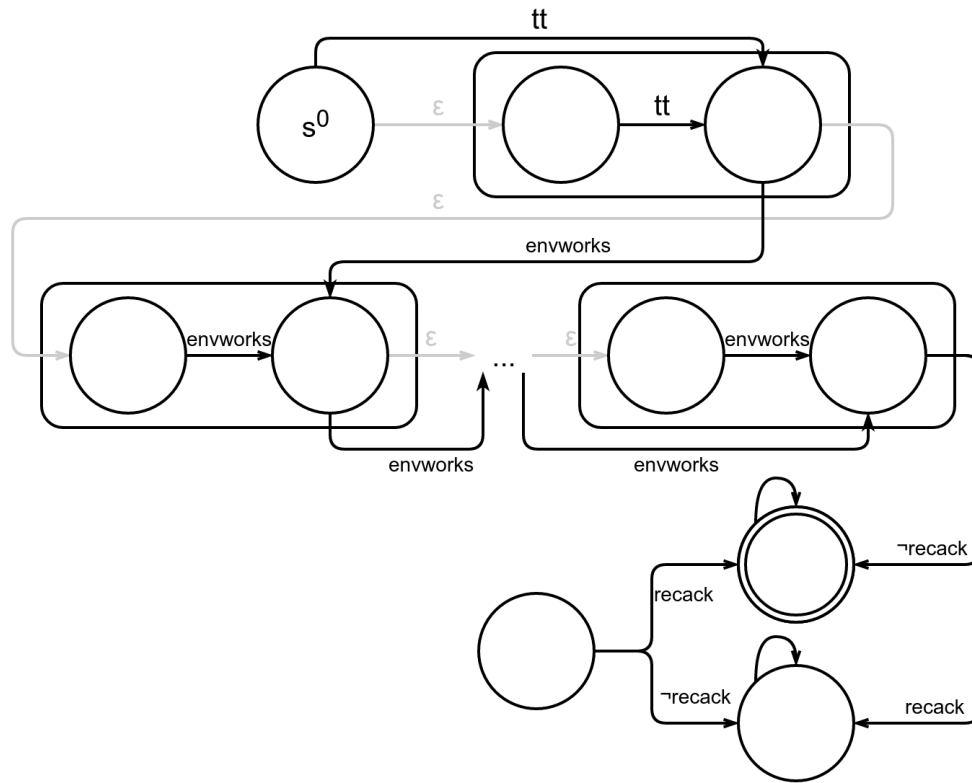 tt
s⁰
ε
tt
ε
envworks
envworks
ε
...
ε
envworks
envworks
envworks
¬recack
recack
¬recack
recack